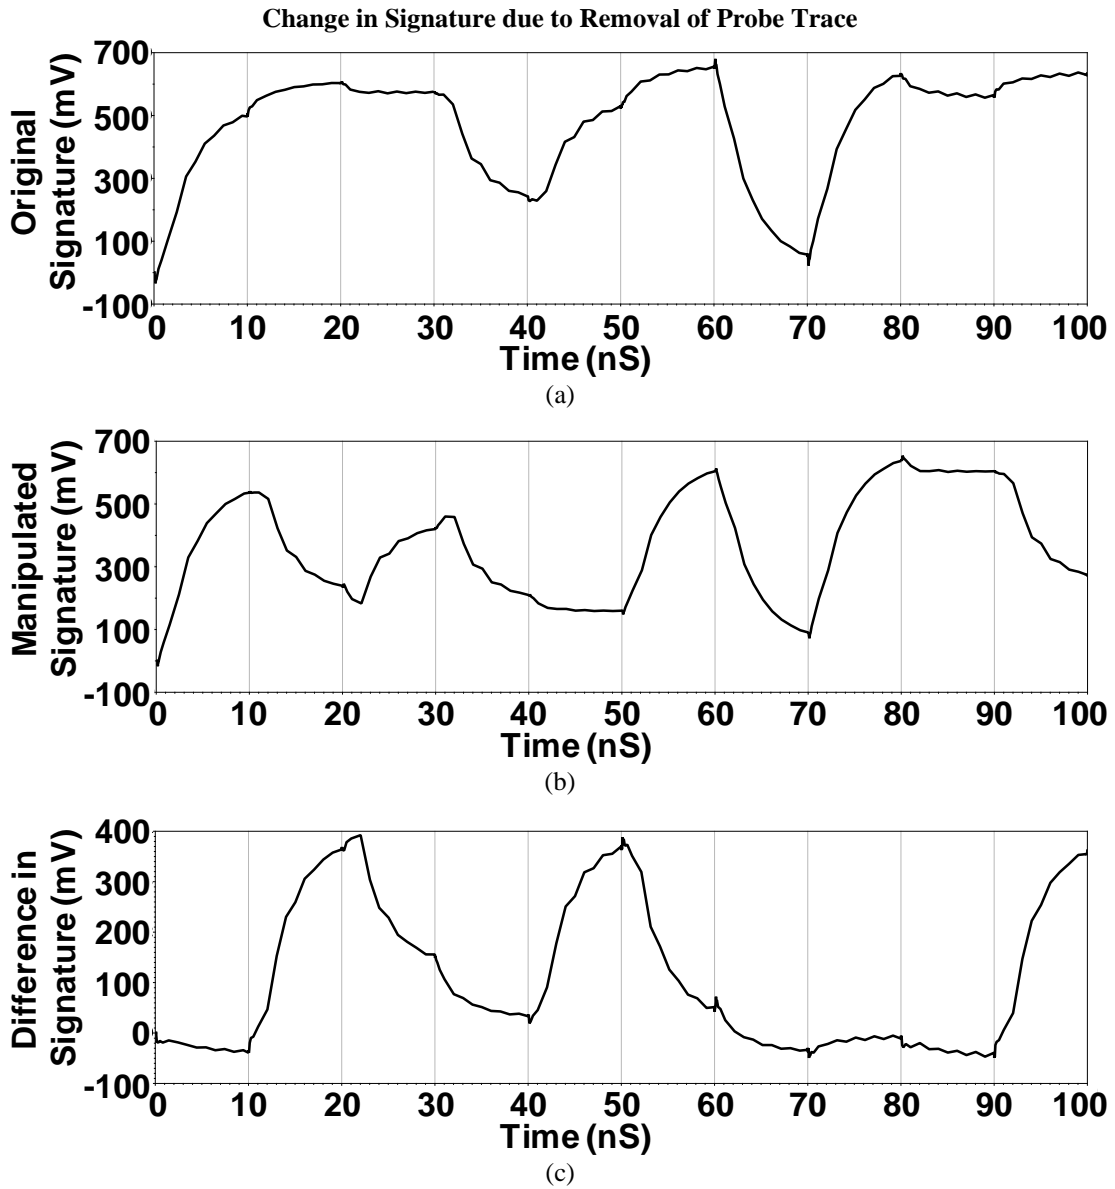 Change in Signature due to Removal of Probe Trace
Original
Signature (mV)
700
500
300
100
-100
0 10 20 30 40 50 60 70 80 90 100
Time (nS)
(a)
Manipulated
Signature (mV)
700
500
300
100
-100
0 10 20 30 40 50 60 70 80 90 100
Time (nS)
(b)
Difference in
Signature (mV)
400
300
200
100
0
-100
0 10 20 30 40 50 60 70 80 90 100
Time (nS)
(c)